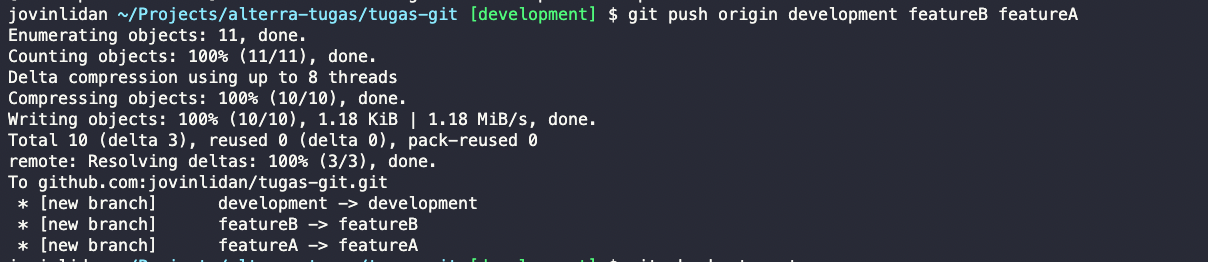 jovinlidan ~/Projects/alterra-tugas/tugas-git [development] $ git push origin development featureB featureA
Enumerating objects: 11, done.
Counting objects: 100% (11/11), done.
Delta compression using up to 8 threads
Compressing objects: 100% (10/10), done.
Writing objects: 100% (10/10), 1.18 KiB | 1.18 MiB/s, done.
Total 10 (delta 3), reused 0 (delta 0), pack-reused 0
remote: Resolving deltas: 100% (3/3), done.
To github.com:jovinlidan/tugas-git.git
 * [new branch]      development -> development
 * [new branch]      featureB -> featureB
 * [new branch]      featureA -> featureA